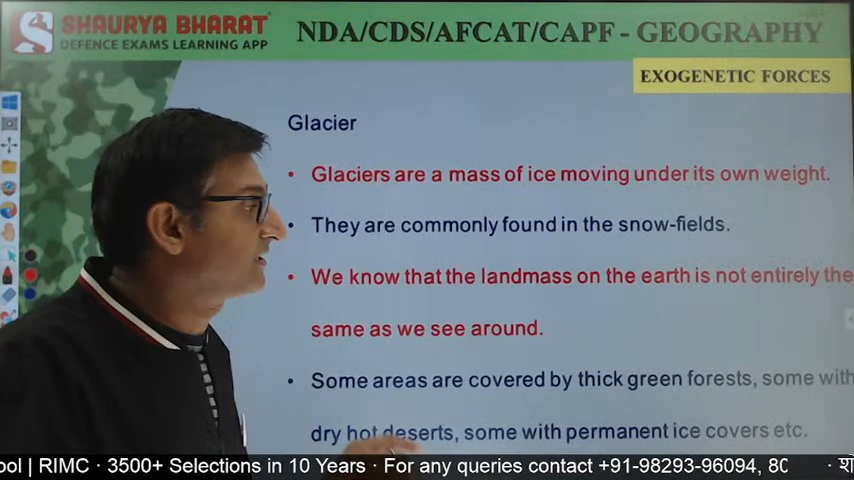 SHAURYA BHARAT
DEFENCE EXAMS LEARNING APP
NDA/CDS/AFCAT/CAPF - GEOGRAPHY
EXOGENETIC FORCES
Glacier
• Glaciers are a mass of ice moving under its own weight.
• They are commonly found in the snow-fields.
• We know that the landmass on the earth is not entirely the
same as we see around.
• Some areas are covered by thick green forests, some with
dry hot deserts, some with permanent ice covers etc.
ool | RIMC · 3500+ Selections in 10 Years · For any queries contact +91-98293-96094, 80 ·